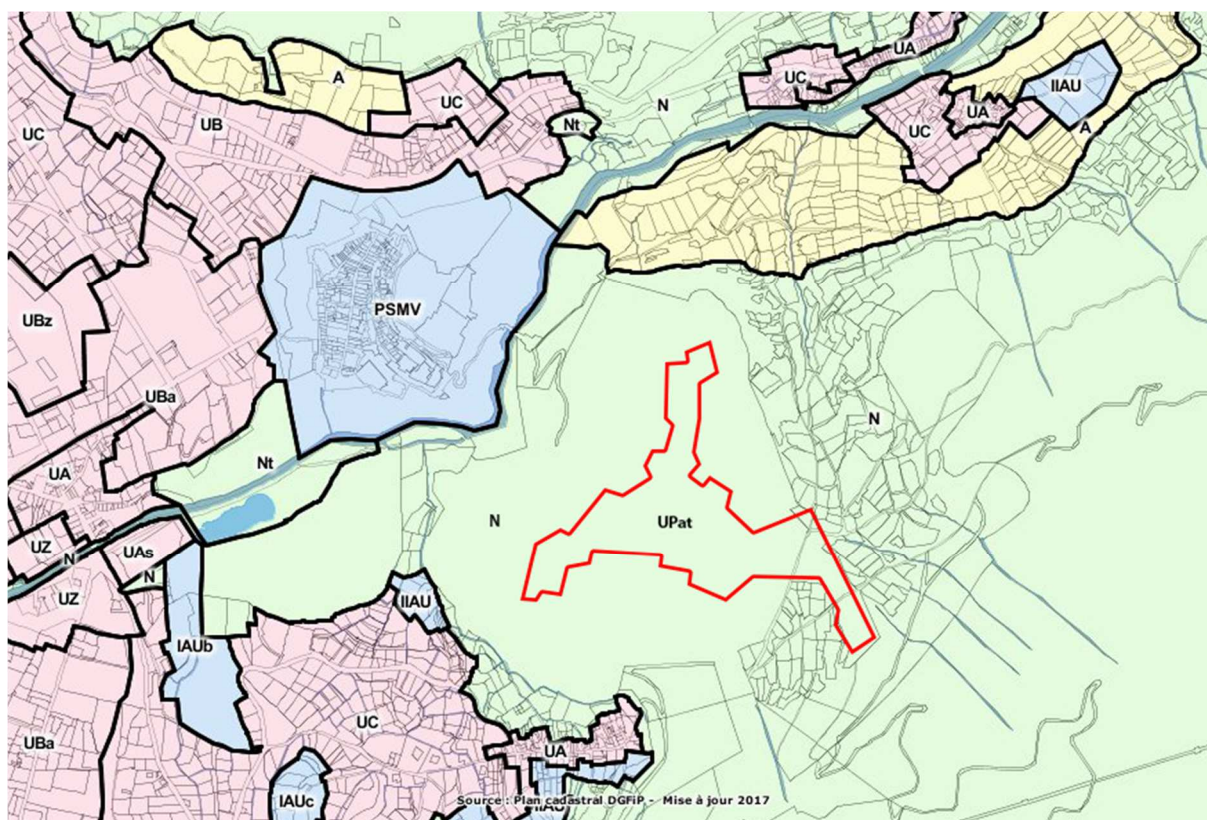 UA
UC
A
N
IIAU
UC
UC
UB
Nt
UA
UC
A
PSMV
UBz
UBa
N
Nt
UA
N
UPat
UZ
N
UAs
N
UZ
IIAU
IAUb
UC
UBa
UA
IAUc
Source : Plan cadastral DGFiP - Mise à jour 2017